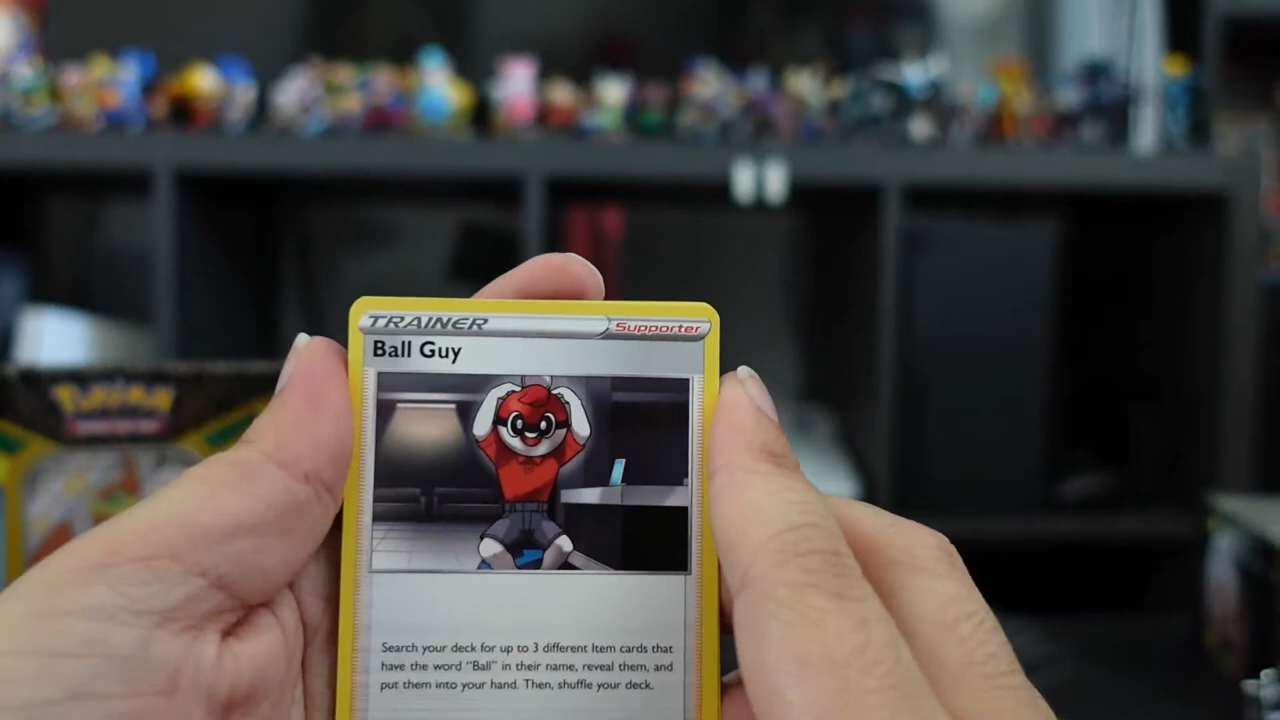 TRAINER Supporter
Ball Guy
Search your deck for up to 3 different Item cards that
have the word "Ball" in their name, reveal them, and
put them into your hand. Then, shuffle your deck.
Pokémon